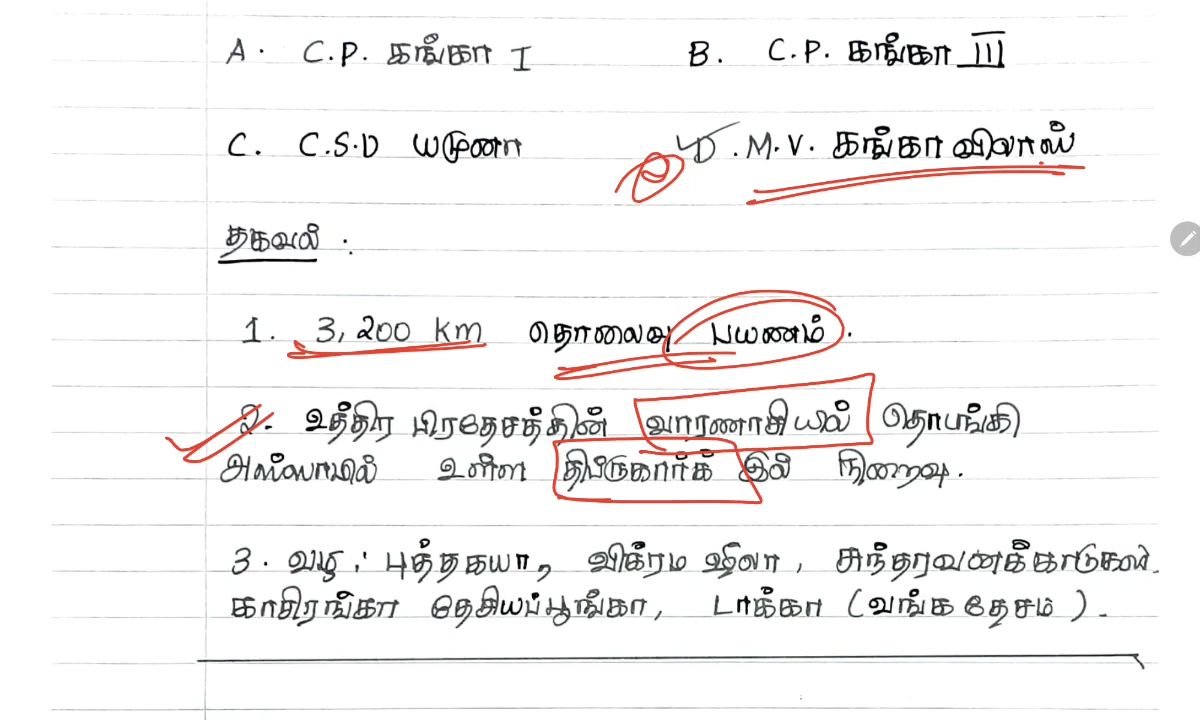 A. C.P. கங்கா I B. C.P. கங்கா III
C. C.S.D யமுனா D. M.V. கங்கா விலாஸ்
தகவல் :
1. 3,200 km தொலைவு பயணம்.
2. உத்திர பிரதேசத்தின் வாரணாசியில் தொடங்கி
அஸ்ஸாமில் உள்ள திப்ருகார்க் இல் நிறைவு.
3. வழி : புத்தகயா, விக்ரம ஷிலா, சுந்தரவனக்காடுகள்.
காசிரங்கா தேசியப்பூங்கா, டாக்கா (வங்க தேசம்).